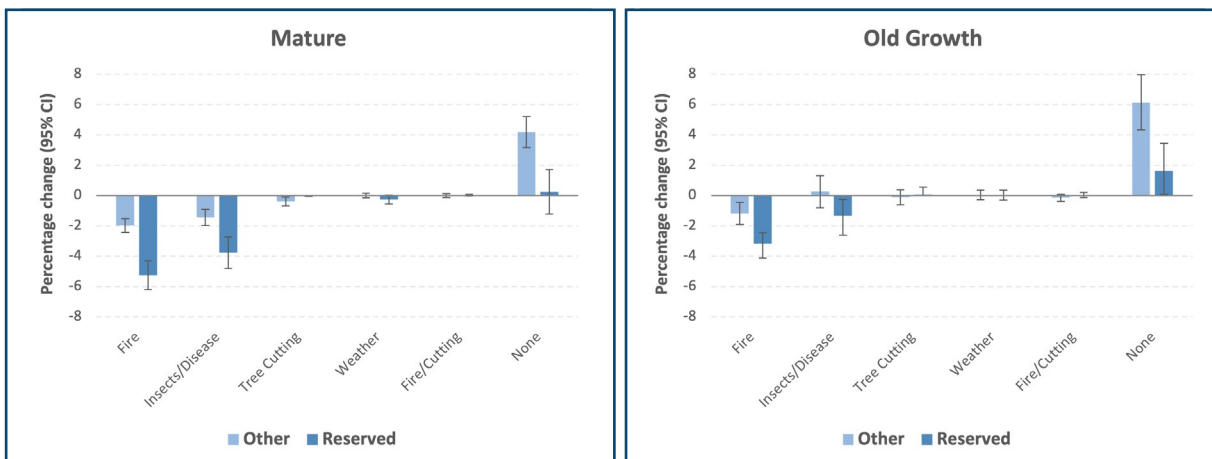 Mature
Percentage change (95% CI)
8
6
4
2
0
-2
-4
-6
-8
Fire
Insects/Disease
Tree Cutting
Weather
Fire/Cutting
None
Other Reserved
Old Growth
Percentage change (95% CI)
8
6
4
2
0
-2
-4
-6
-8
Fire
Insects/Disease
Tree Cutting
Weather
Fire/Cutting
None
Other Reserved